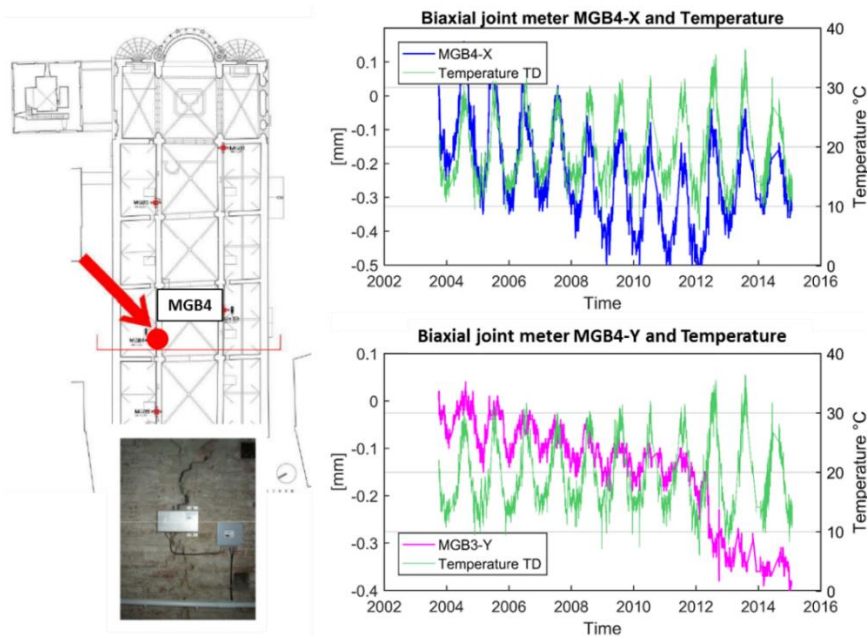 MGB4
Biaxial joint meter MGB4-X and Temperature
MGB4-X
Temperature TD
[mm]
0.1
0
-0.1
-0.2
-0.3
-0.4
-0.5
40
30
20
10
0
Temperature °C
2002 2004 2006 2008 2010 2012 2014 2016
Time
Biaxial joint meter MGB4-Y and Temperature
MGB3-Y
Temperature TD
[mm]
0.1
0
-0.1
-0.2
-0.3
-0.4
40
30
20
10
0
Temperature °C
2002 2004 2006 2008 2010 2012 2014 2016
Time